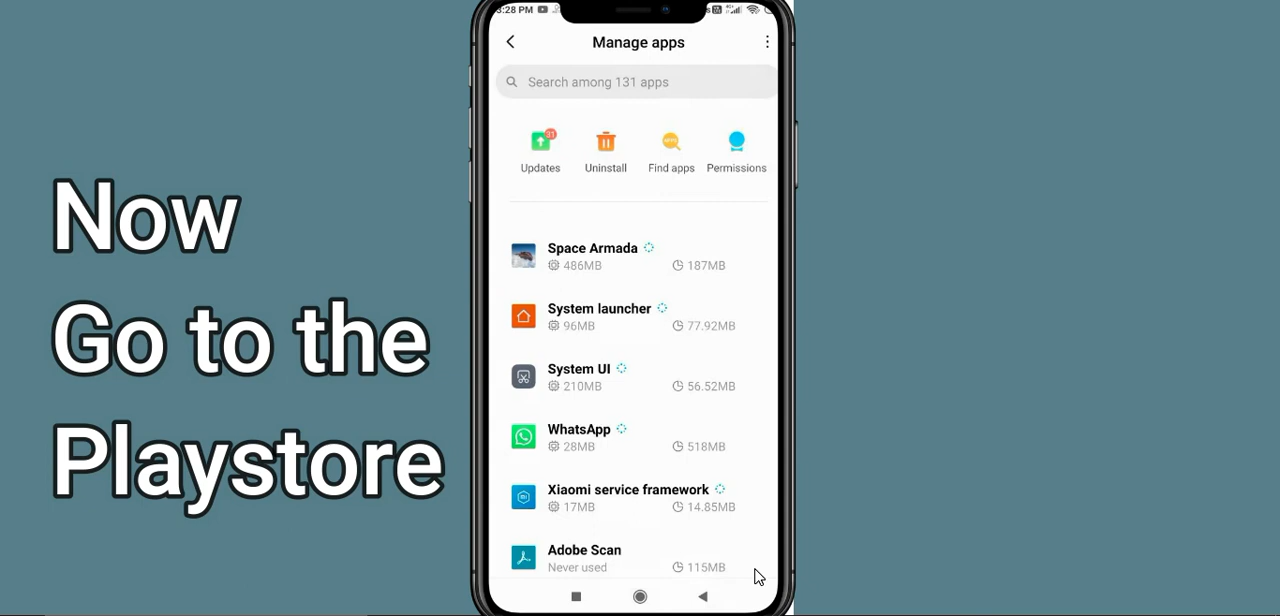 Now
Go to the
Playstore
3:28 PM
Manage apps
Search among 131 apps
31
Updates
Uninstall
Find apps
Permissions
Space Armada
486MB
187MB
System launcher
96MB
77.92MB
System UI
210MB
56.52MB
WhatsApp
28MB
518MB
Xiaomi service framework
17MB
14.85MB
Adobe Scan
Never used
115MB